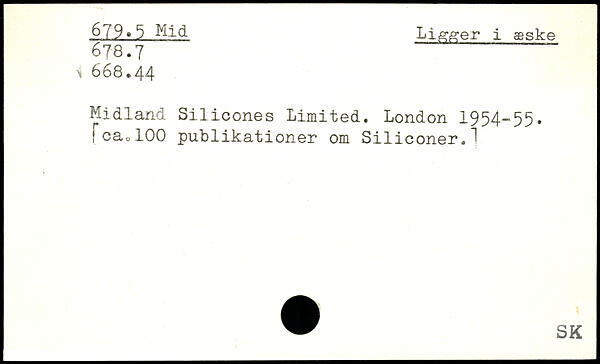 679.5 Mid
Ligger i æske
678.7
668.44
Midland Silicones Limited. London 1954-55.
[ca.100 publikationer om Siliconer.]
SK